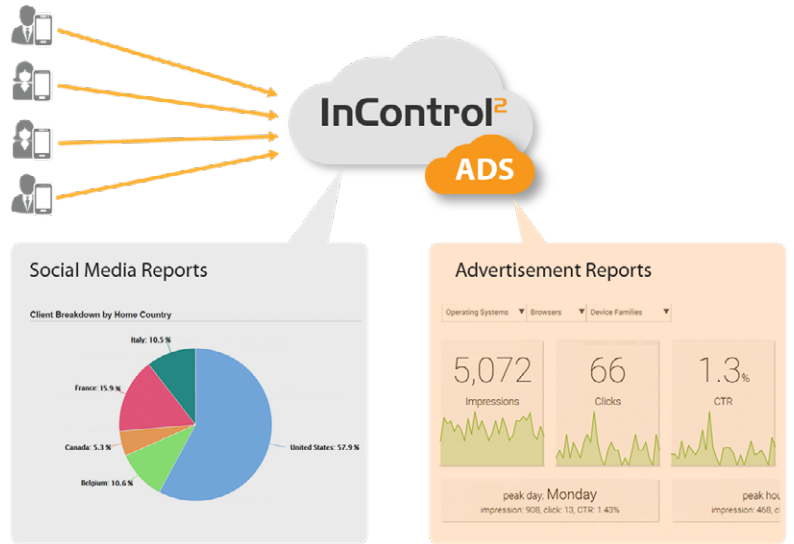 InControl²
ADS
Social Media Reports
Client Breakdown by Home Country
Italy: 10.5 %
France: 15.9 %
Canada: 5.3 %
Belgium: 10.6 %
United States: 57.9 %
Advertisement Reports
Operating Systems ▼ Browsers ▼ Device Families ▼
5,072 66 1.3%
Impressions Clicks CTR
peak day: Monday peak hou
impression: 908, click: 13, CTR: 1.43% impression: 468, cl